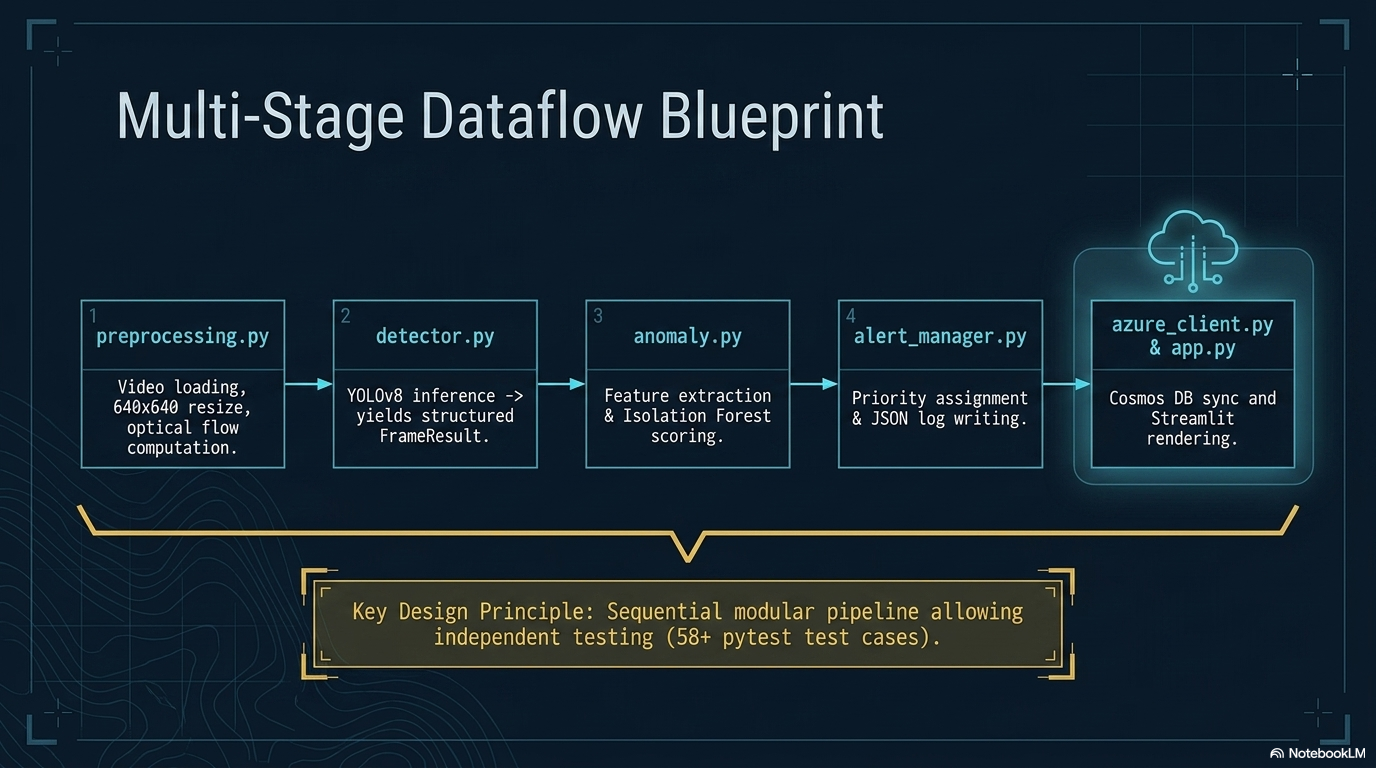 Multi-Stage Dataflow Blueprint
1
preprocessing.py
Video loading,
640x640 resize,
optical flow
computation.
2
detector.py
YOLOv8 inference ->
yields structured
FrameResult.
3
anomaly.py
Feature extraction
& Isolation Forest
scoring.
4
alert_manager.py
Priority assignment
& JSON log writing.
azure_client.py
& app.py
Cosmos DB sync and
Streamlit
rendering.
Key Design Principle: Sequential modular pipeline allowing
independent testing (58+ pytest test cases).
NotebookLM